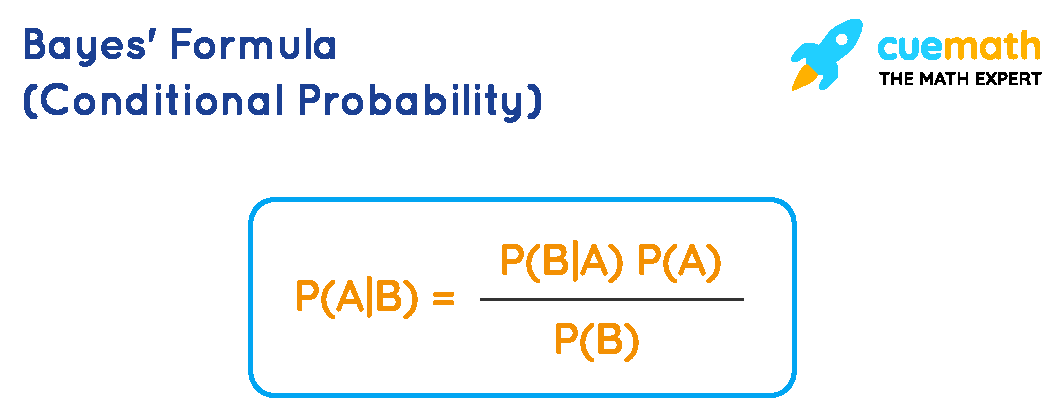 Bayes' Formula
(Conditional Probability)
cuemath
THE MATH EXPERT
P(A|B) = P(B|A) P(A)
P(B)